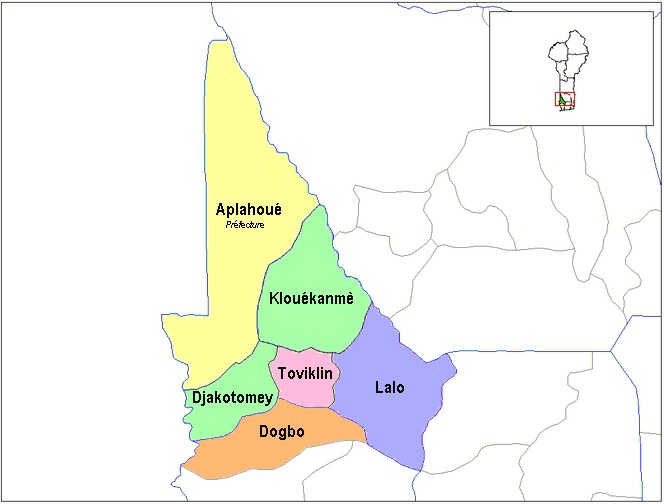 Aplahoué
Préfecture
Klouékanmè
Toviklin
Djakotomey
Lalo
Dogbo